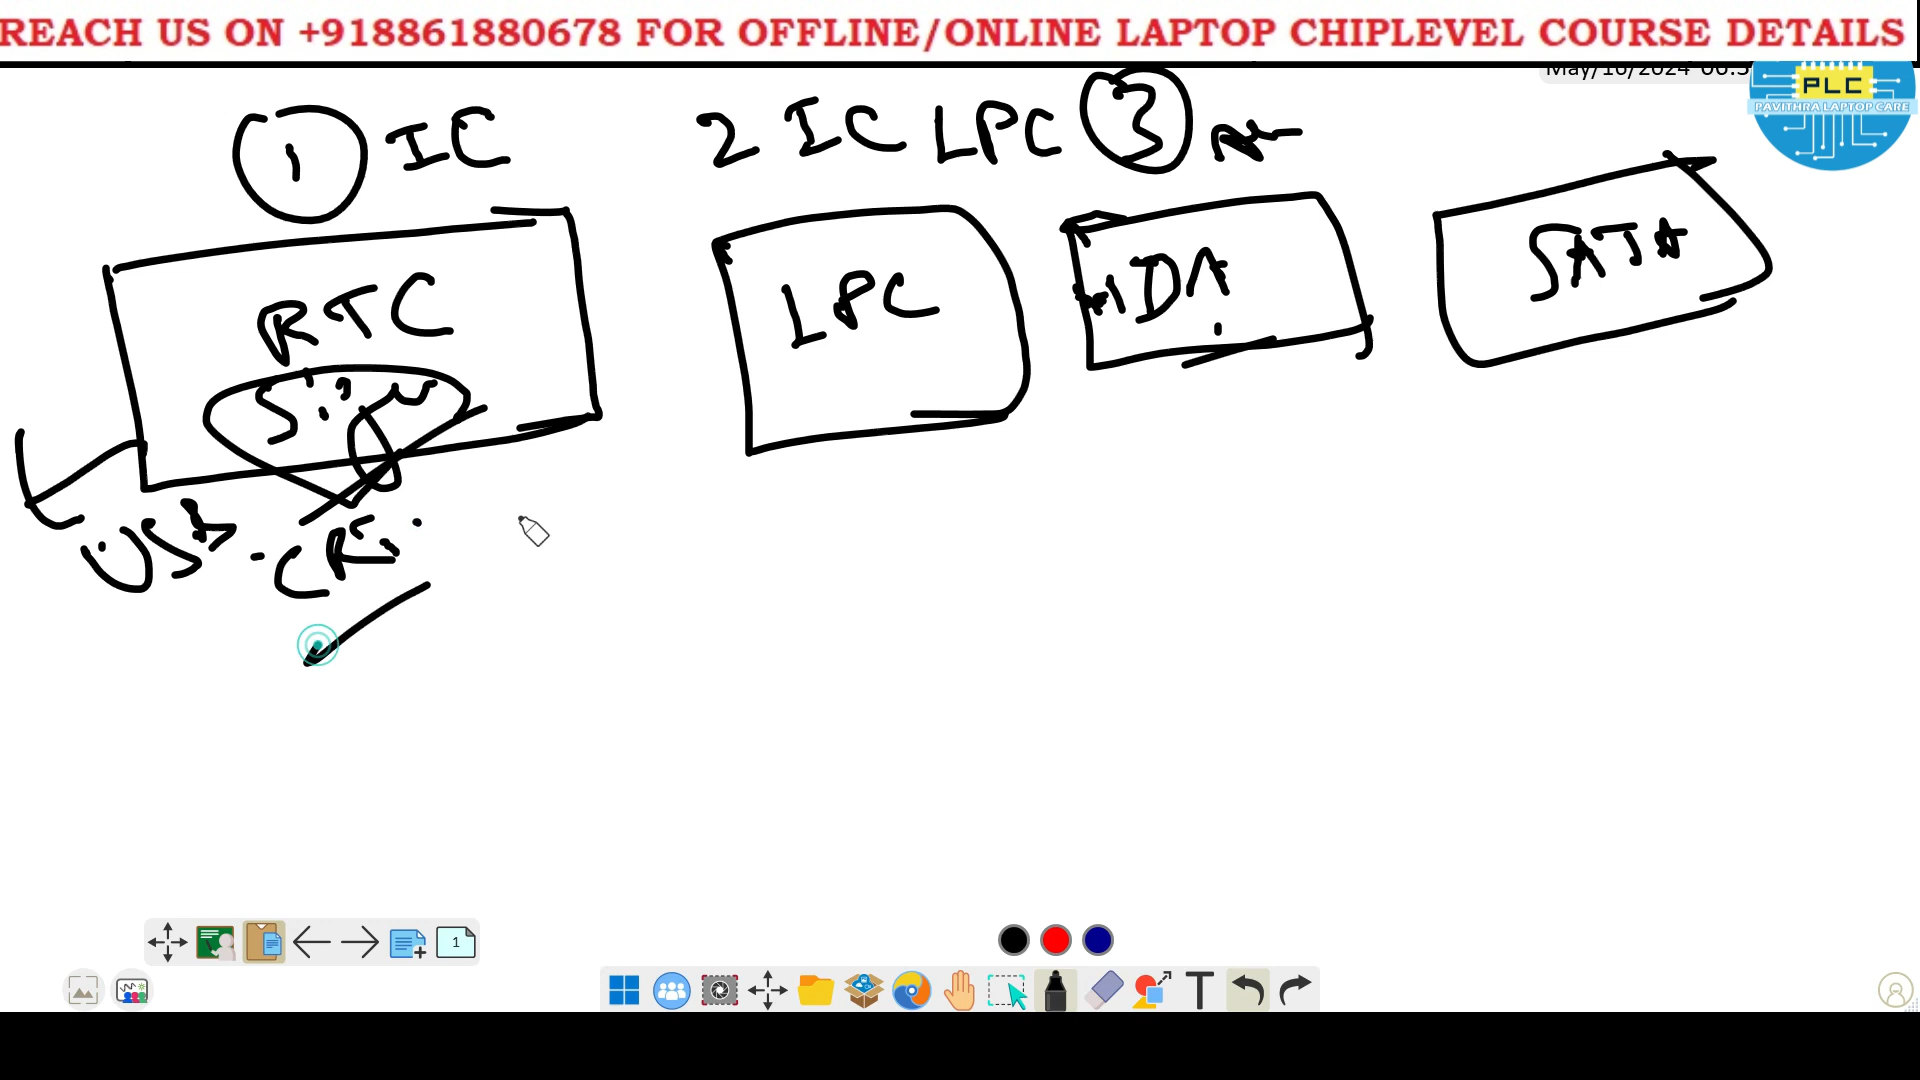 REACH US ON +918861880678 FOR OFFLINE/ONLINE LAPTOP CHIPLEVEL COURSE DETAILS
PLC
PAVITHRA LAPTOP CARE
1 IC
2 IC LPC 3
RTC
LPC
HDA
SATA
USB
1